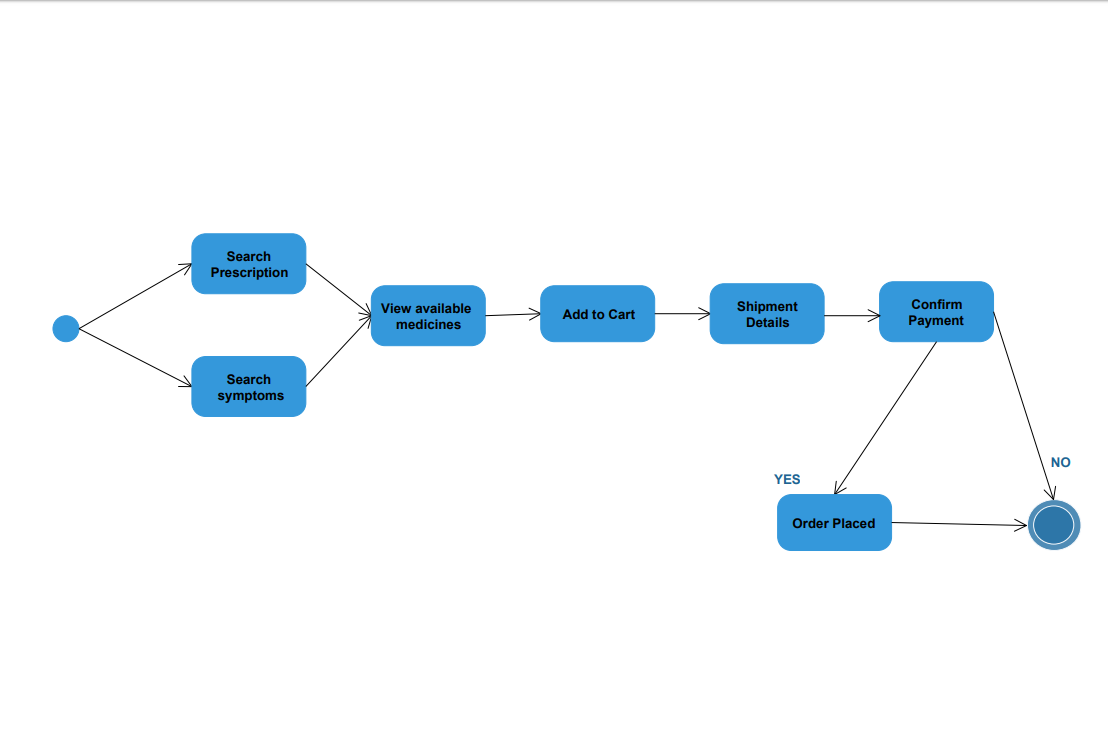 Search
Prescription
Search
symptoms
View available
medicines
Add to Cart
Shipment
Details
Confirm
Payment
YES
NO
Order Placed